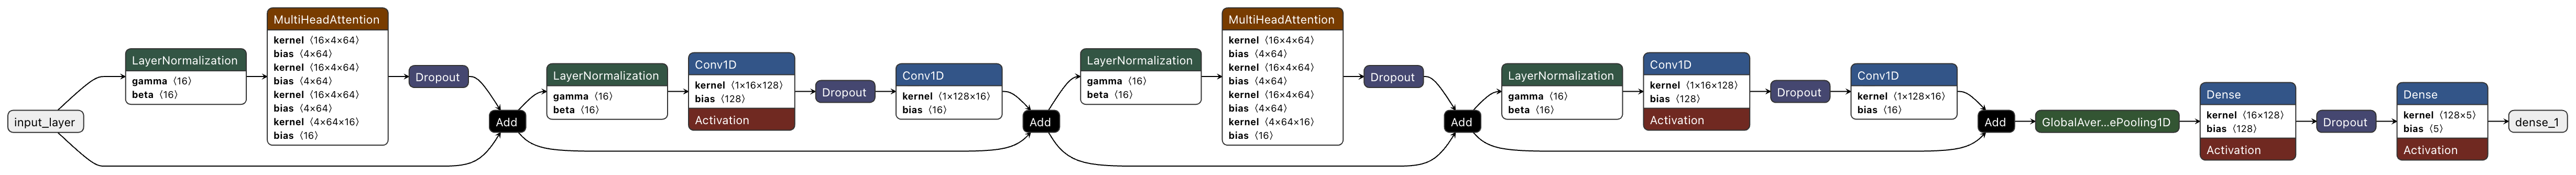 input_layer
LayerNormalization
gamma ⟨16⟩
beta ⟨16⟩
MultiHeadAttention
kernel ⟨16×4×64⟩
bias ⟨4×64⟩
kernel ⟨16×4×64⟩
bias ⟨4×64⟩
kernel ⟨16×4×64⟩
bias ⟨4×64⟩
kernel ⟨4×64×16⟩
bias ⟨16⟩
Dropout
Add
LayerNormalization
gamma ⟨16⟩
beta ⟨16⟩
Conv1D
kernel ⟨1×16×128⟩
bias ⟨128⟩
Activation
Dropout
Conv1D
kernel ⟨1×128×16⟩
bias ⟨16⟩
Add
LayerNormalization
gamma ⟨16⟩
beta ⟨16⟩
MultiHeadAttention
kernel ⟨16×4×64⟩
bias ⟨4×64⟩
kernel ⟨16×4×64⟩
bias ⟨4×64⟩
kernel ⟨16×4×64⟩
bias ⟨4×64⟩
kernel ⟨4×64×16⟩
bias ⟨16⟩
Dropout
Add
LayerNormalization
gamma ⟨16⟩
beta ⟨16⟩
Conv1D
kernel ⟨1×16×128⟩
bias ⟨128⟩
Activation
Dropout
Conv1D
kernel ⟨1×128×16⟩
bias ⟨16⟩
Add
GlobalAver...ePooling1D
Dense
kernel ⟨16×128⟩
bias ⟨128⟩
Activation
Dropout
Dense
kernel ⟨128×5⟩
bias ⟨5⟩
Activation
dense_1